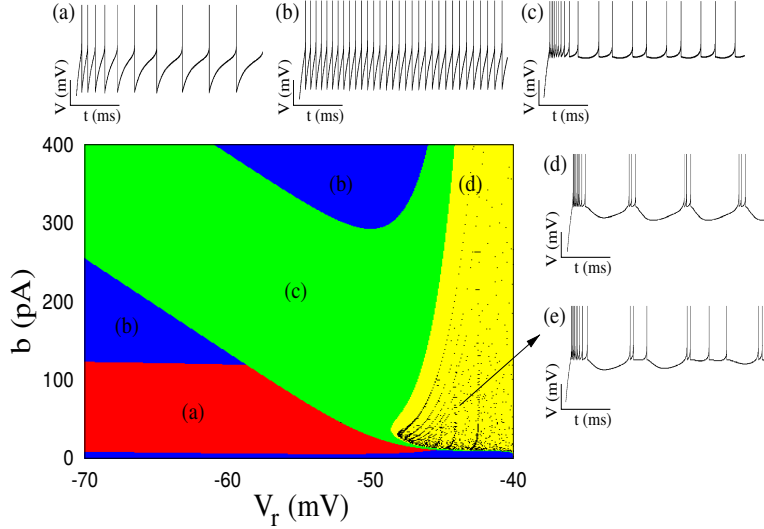 (a)
V (mV)
t (ms)
(b)
V (mV)
t (ms)
(c)
V (mV)
t (ms)
400
300
200
100
0
b (pA)
(b)
(d)
(c)
(b)
(a)
-70
-60
-50
-40
V_r (mV)
(d)
V (mV)
t (ms)
(e)
V (mV)
t (ms)